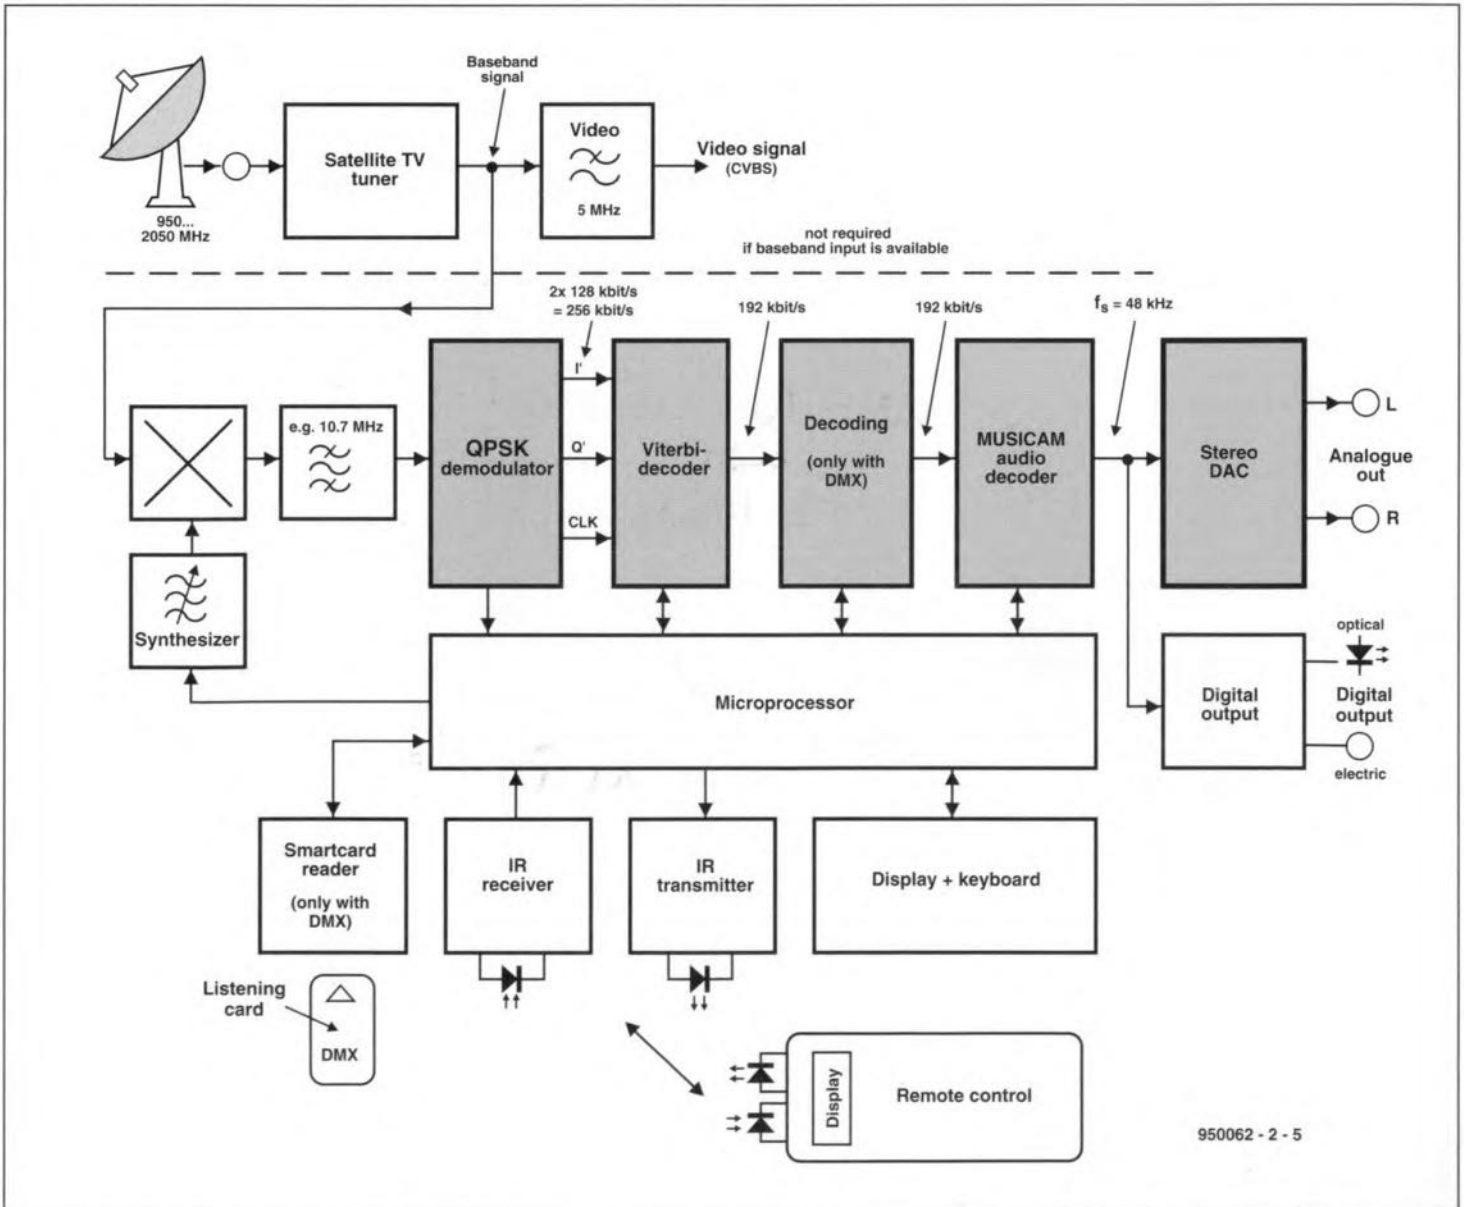 Baseband
signal
Satellite TV
tuner
Video
5 MHz
Video signal
(CVBS)
950...
2050 MHz
not required
if baseband input is available
2x 128 kbit/s
= 256 kbit/s
192 kbit/s
192 kbit/s
fs = 48 kHz
e.g. 10.7 MHz
QPSK
demodulator
I'
Q'
CLK
Viterbi-
decoder
Decoding
(only with
DMX)
MUSICAM
audio
decoder
Stereo
DAC
L
Analogue
out
R
Synthesizer
Microprocessor
Digital
output
optical
Digital
output
electric
Smartcard
reader
(only with
DMX)
IR
receiver
IR
transmitter
Display + keyboard
Listening
card
DMX
Display
Remote control
950062 - 2 - 5